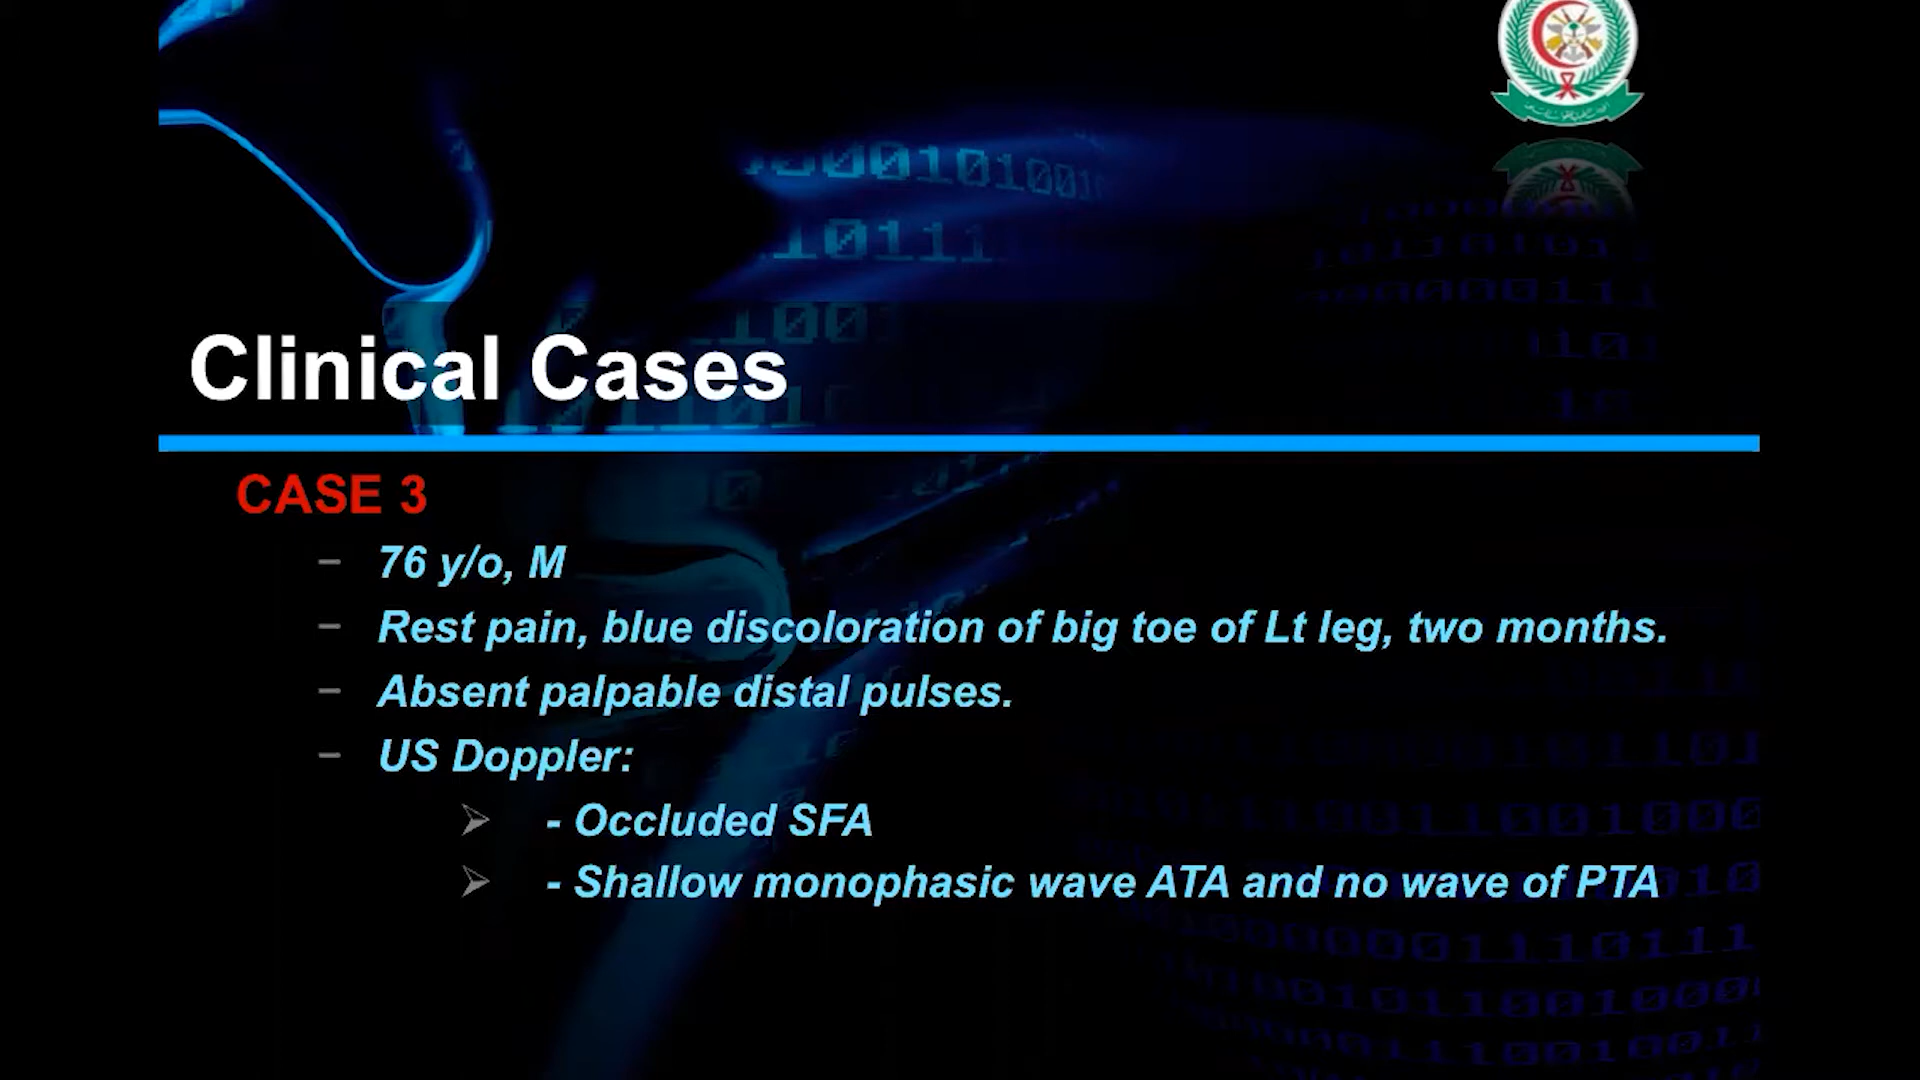 Clinical Cases
CASE 3
– 76 y/o, M
– Rest pain, blue discoloration of big toe of Lt leg, two months.
– Absent palpable distal pulses.
– US Doppler:
➢ - Occluded SFA
➢ - Shallow monophasic wave ATA and no wave of PTA